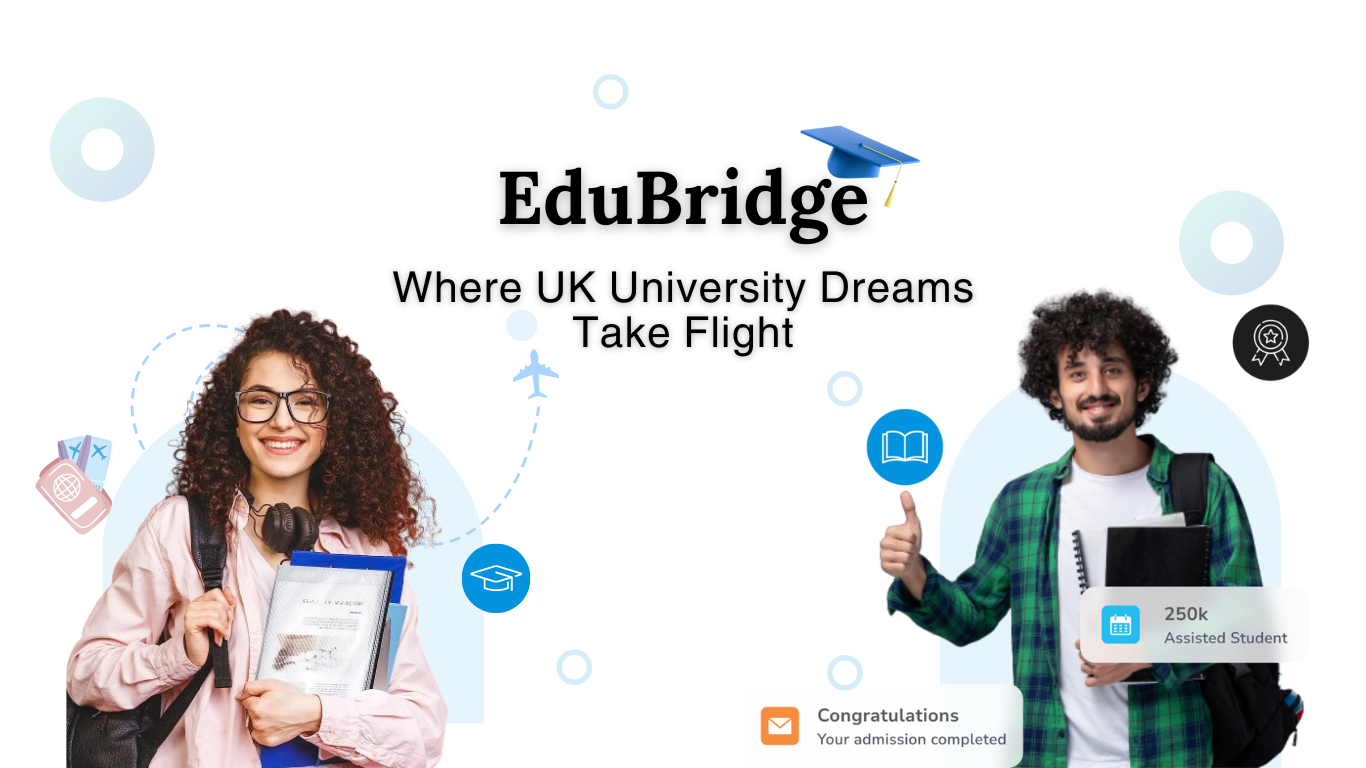 EduBridge
Where UK University Dreams
Take Flight
250k
Assisted Student
Congratulations
Your admission completed